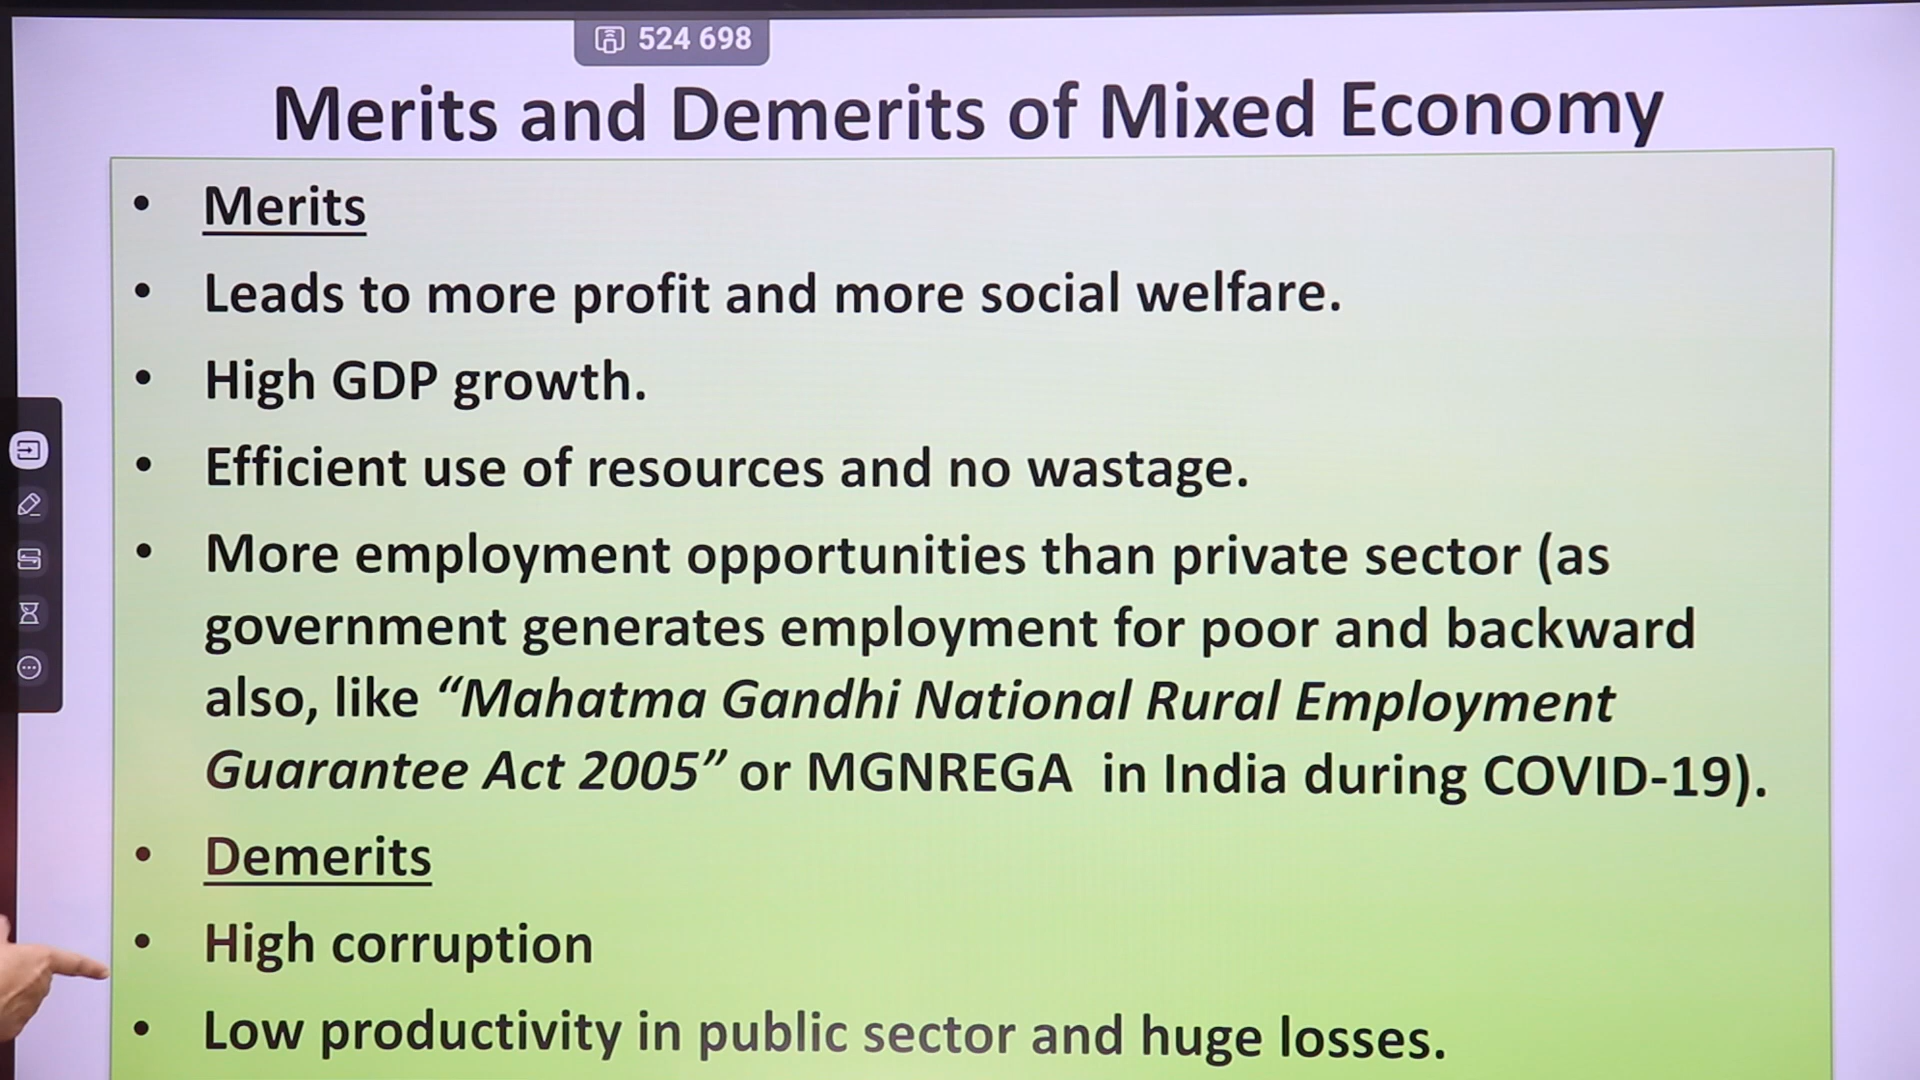 524 698
Merits and Demerits of Mixed Economy
• Merits
• Leads to more profit and more social welfare.
• High GDP growth.
• Efficient use of resources and no wastage.
• More employment opportunities than private sector (as
government generates employment for poor and backward
also, like “Mahatma Gandhi National Rural Employment
Guarantee Act 2005” or MGNREGA in India during COVID-19).
• Demerits
• High corruption
• Low productivity in public sector and huge losses.